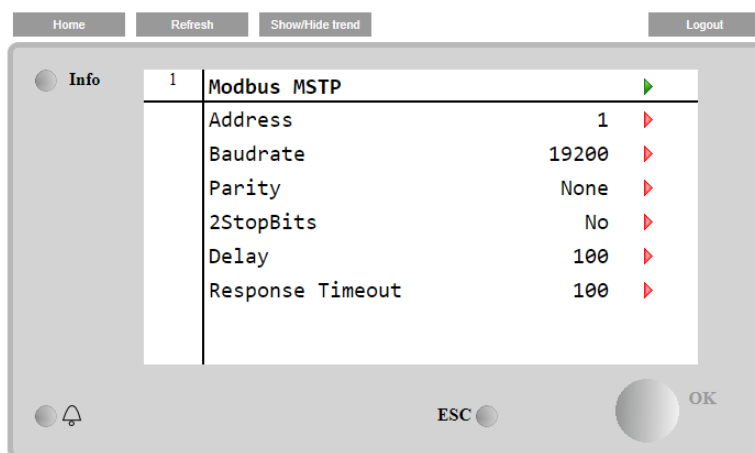 Home Refresh Show/Hide trend Logout
Info
1 Modbus MSTP
Address 1
Baudrate 19200
Parity None
2StopBits No
Delay 100
Response Timeout 100
ESC OK